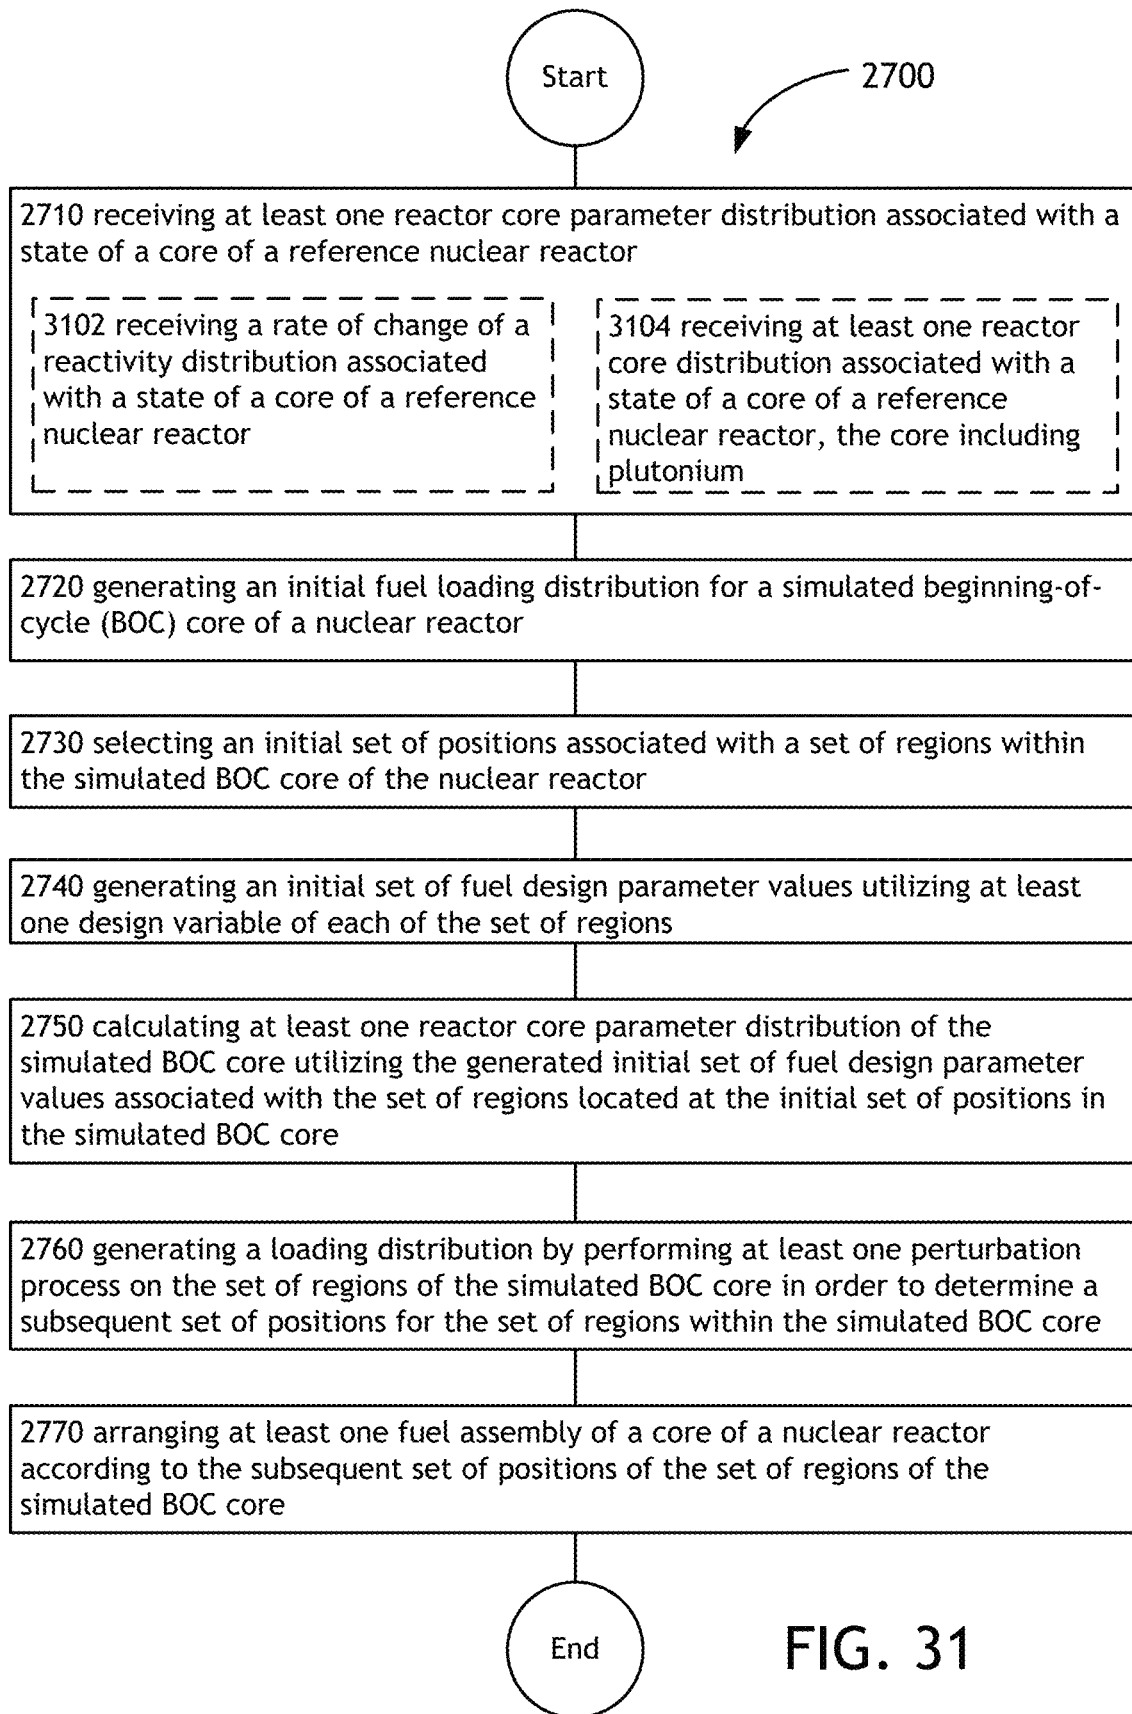 Start
2700
2710 receiving at least one reactor core parameter distribution associated with a
state of a core of a reference nuclear reactor
3102 receiving a rate of change of a
reactivity distribution associated
with a state of a core of a reference
nuclear reactor
3104 receiving at least one reactor
core distribution associated with a
state of a core of a reference
nuclear reactor, the core including
plutonium
2720 generating an initial fuel loading distribution for a simulated beginning-of-
cycle (BOC) core of a nuclear reactor
2730 selecting an initial set of positions associated with a set of regions within
the simulated BOC core of the nuclear reactor
2740 generating an initial set of fuel design parameter values utilizing at least
one design variable of each of the set of regions
2750 calculating at least one reactor core parameter distribution of the
simulated BOC core utilizing the generated initial set of fuel design parameter
values associated with the set of regions located at the initial set of positions in
the simulated BOC core
2760 generating a loading distribution by performing at least one perturbation
process on the set of regions of the simulated BOC core in order to determine a
subsequent set of positions for the set of regions within the simulated BOC core
2770 arranging at least one fuel assembly of a core of a nuclear reactor
according to the subsequent set of positions of the set of regions of the
simulated BOC core
End
FIG. 31